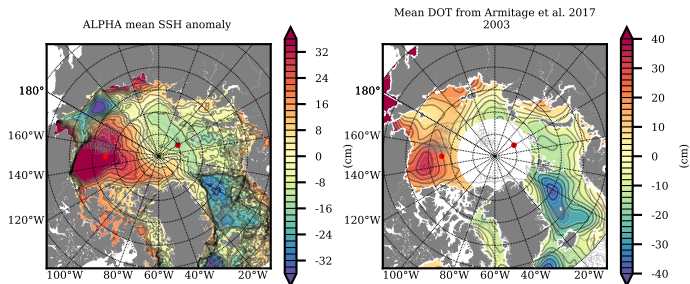 ALPHA mean SSH anomaly
Mean DOT from Armitage et al. 2017
2003
180°
160°W
140°W
120°W
100°W 80°W 60°W 40°W 20°W
32
24
16
8
0
-8
-16
-24
-32
(cm)
180°
160°W
140°W
120°W
100°W 80°W 60°W 40°W 20°W
40
30
20
10
0
-10
-20
-30
-40
(cm)